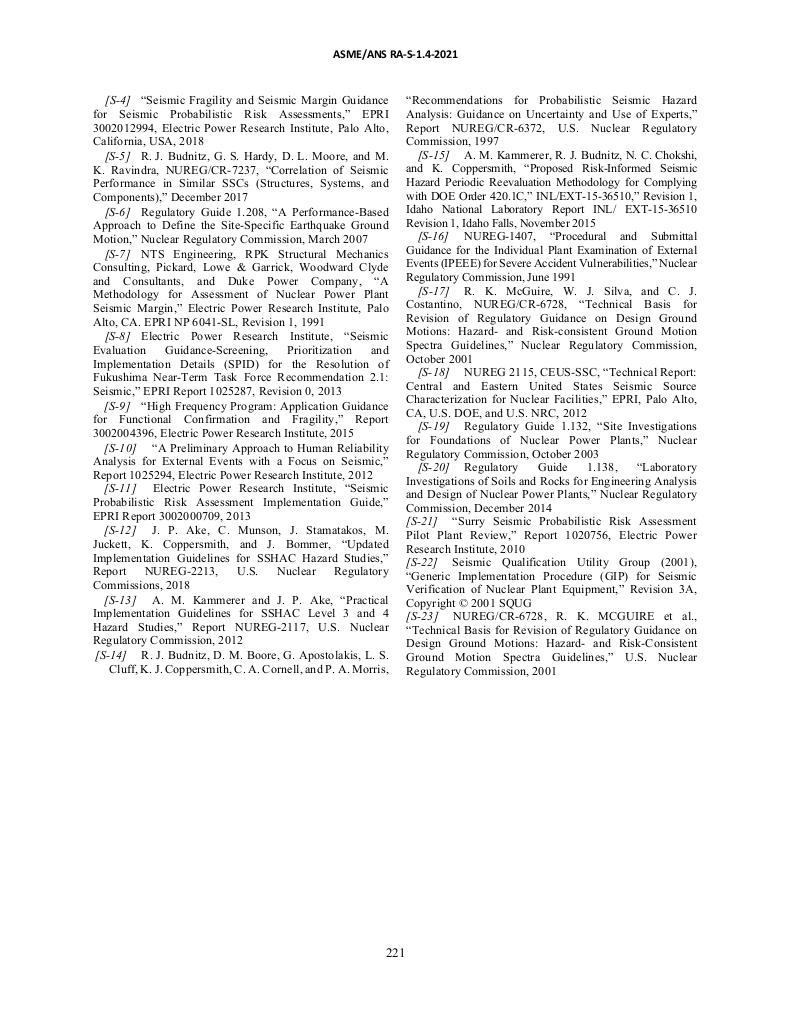 ASME/ANS RA-S-1.4-2021
[S-4] “Seismic Fragility and Seismic Margin Guidance
for Seismic Probabilistic Risk Assessments,” EPRI
3002012994, Electric Power Research Institute, Palo Alto,
California, USA, 2018
[S-5] R. J. Budnitz, G. S. Hardy, D. L. Moore, and M.
K. Ravindra, NUREG/CR-7237, “Correlation of Seismic
Performance in Similar SSCs (Structures, Systems, and
Components),” December 2017
[S-6] Regulatory Guide 1.208, “A Performance-Based
Approach to Define the Site-Specific Earthquake Ground
Motion,” Nuclear Regulatory Commission, March 2007
[S-7] NTS Engineering, RPK Structural Mechanics
Consulting, Pickard, Lowe & Garrick, Woodward Clyde
and Consultants, and Duke Power Company, “A
Methodology for Assessment of Nuclear Power Plant
Seismic Margin,” Electric Power Research Institute, Palo
Alto, CA. EPRI NP 6041-SL, Revision 1, 1991
[S-8] Electric Power Research Institute, “Seismic
Evaluation Guidance-Screening, Prioritization and
Implementation Details (SPID) for the Resolution of
Fukushima Near-Term Task Force Recommendation 2.1:
Seismic,” EPRI Report 1025287, Revision 0, 2013
[S-9] “High Frequency Program: Application Guidance
for Functional Confirmation and Fragility,” Report
3002004396, Electric Power Research Institute, 2015
[S-10] “A Preliminary Approach to Human Reliability
Analysis for External Events with a Focus on Seismic,”
Report 1025294, Electric Power Research Institute, 2012
[S-11] Electric Power Research Institute, “Seismic
Probabilistic Risk Assessment Implementation Guide,”
EPRI Report 3002000709, 2013
[S-12] J. P. Ake, C. Munson, J. Stamatakos, M.
Juckett, K. Coppersmith, and J. Bommer, “Updated
Implementation Guidelines for SSHAC Hazard Studies,”
Report NUREG-2213, U.S. Nuclear Regulatory
Commissions, 2018
[S-13] A. M. Kammerer and J. P. Ake, “Practical
Implementation Guidelines for SSHAC Level 3 and 4
Hazard Studies,” Report NUREG-2117, U.S. Nuclear
Regulatory Commission, 2012
[S-14] R. J. Budnitz, D. M. Boore, G. Apostolakis, L. S.
Cluff, K. J. Coppersmith, C. A. Cornell, and P. A. Morris,
“Recommendations for Probabilistic Seismic Hazard
Analysis: Guidance on Uncertainty and Use of Experts,”
Report NUREG/CR-6372, U.S. Nuclear Regulatory
Commission, 1997
[S-15] A. M. Kammerer, R. J. Budnitz, N. C. Chokshi,
and K. Coppersmith, “Proposed Risk-Informed Seismic
Hazard Periodic Reevaluation Methodology for Complying
with DOE Order 420.1C,” INL/EXT-15-36510,” Revision 1,
Idaho National Laboratory Report INL/ EXT-15-36510
Revision 1, Idaho Falls, November 2015
[S-16] NUREG-1407, “Procedural and Submittal
Guidance for the Individual Plant Examination of External
Events (IPEEE) for Severe Accident Vulnerabilities,” Nuclear
Regulatory Commission, June 1991
[S-17] R. K. McGuire, W. J. Silva, and C. J.
Costantino, NUREG/CR-6728, “Technical Basis for
Revision of Regulatory Guidance on Design Ground
Motions: Hazard- and Risk-consistent Ground Motion
Spectra Guidelines,” Nuclear Regulatory Commission,
October 2001
[S-18] NUREG 2115, CEUS-SSC, “Technical Report:
Central and Eastern United States Seismic Source
Characterization for Nuclear Facilities,” EPRI, Palo Alto,
CA, U.S. DOE, and U.S. NRC, 2012
[S-19] Regulatory Guide 1.132, “Site Investigations
for Foundations of Nuclear Power Plants,” Nuclear
Regulatory Commission, October 2003
[S-20] Regulatory Guide 1.138, “Laboratory
Investigations of Soils and Rocks for Engineering Analysis
and Design of Nuclear Power Plants,” Nuclear Regulatory
Commission, December 2014
[S-21] “Surry Seismic Probabilistic Risk Assessment
Pilot Plant Review,” Report 1020756, Electric Power
Research Institute, 2010
[S-22] Seismic Qualification Utility Group (2001),
“Generic Implementation Procedure (GIP) for Seismic
Verification of Nuclear Plant Equipment,” Revision 3A,
Copyright © 2001 SQUG
[S-23] NUREG/CR-6728, R. K. MCGUIRE et al.,
“Technical Basis for Revision of Regulatory Guidance on
Design Ground Motions: Hazard- and Risk-Consistent
Ground Motion Spectra Guidelines,” U.S. Nuclear
Regulatory Commission, 2001
221